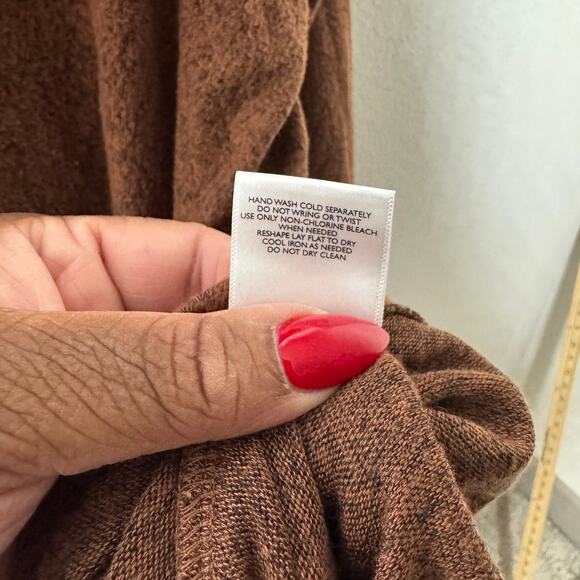 HAND WASH COLD SEPARATELY
DO NOT WRING OR TWIST
USE ONLY NON-CHLORINE BLEACH
WHEN NEEDED
RESHAPE LAY FLAT TO DRY
COOL IRON AS NEEDED
DO NOT DRY CLEAN